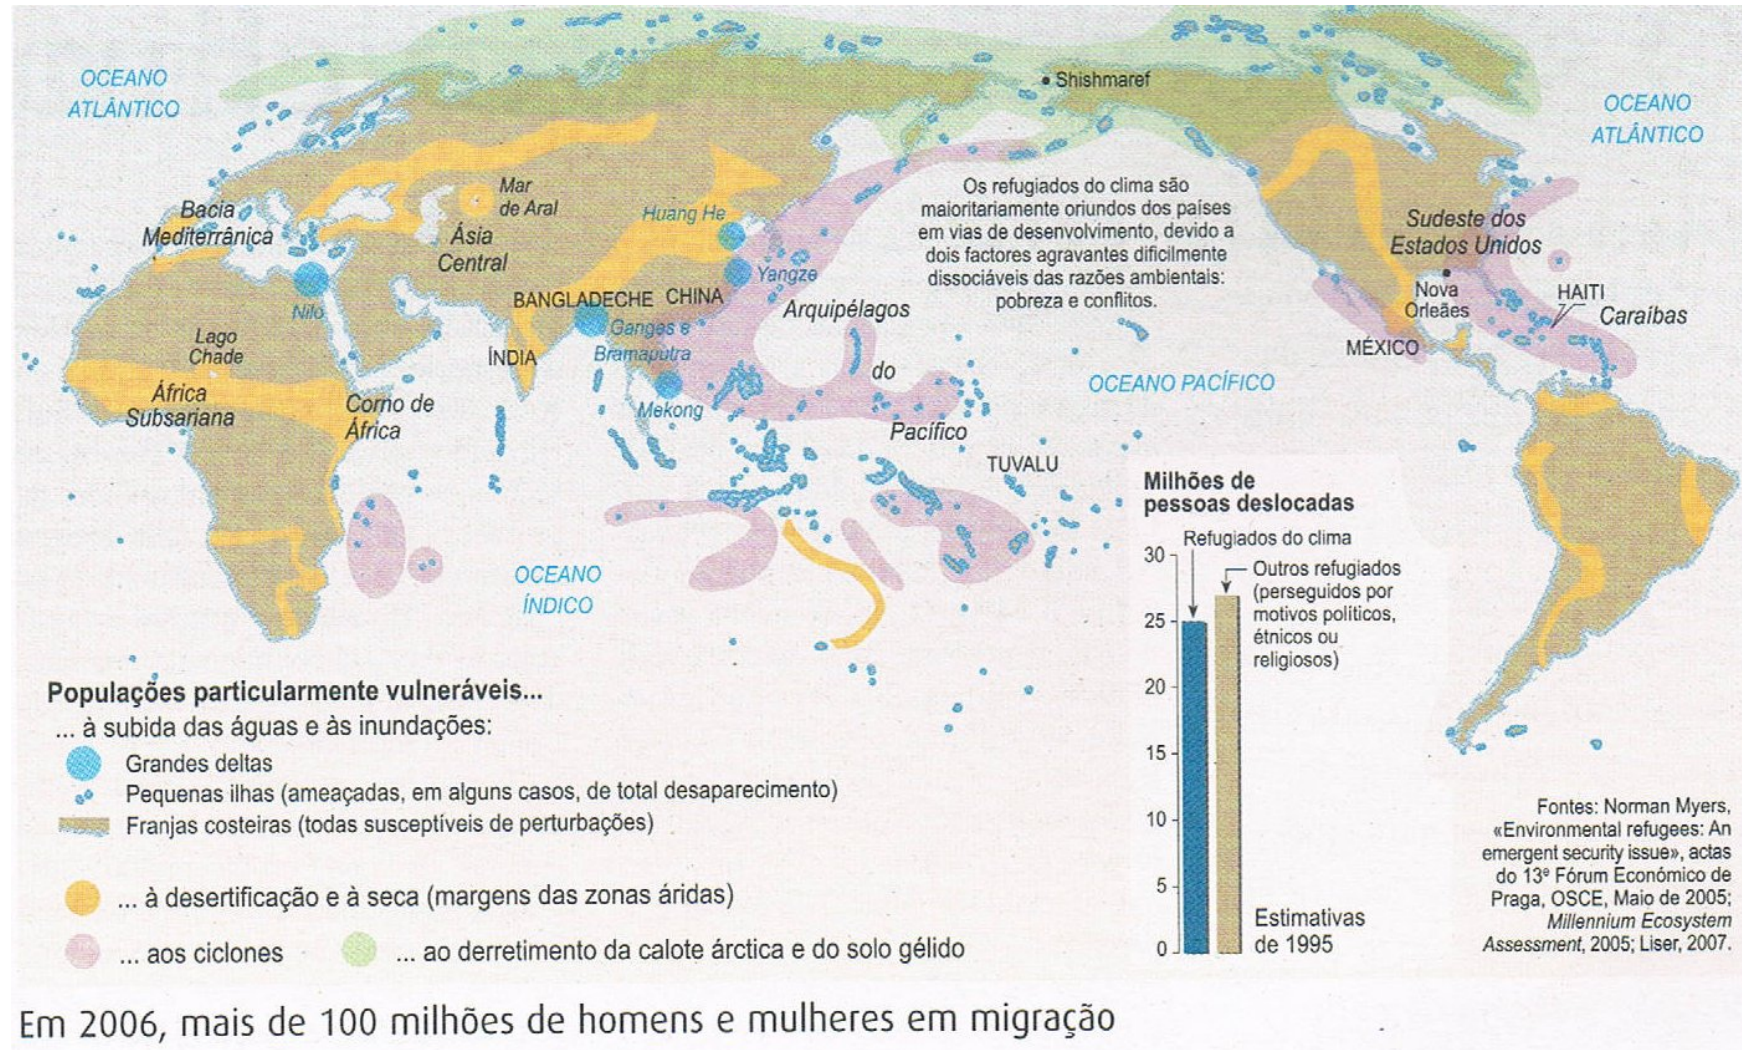 OCEANO
ATLÂNTICO
Shishmaref
OCEANO
ATLÂNTICO
Mar
de Aral
Bacia
Mediterrânica
Ásia
Central
Huang He
Yangze
Nilo
BANGLADECHE
CHINA
Ganges e
Bramaputra
ÍNDIA
Mekong
Lago
Chade
África
Subsariana
Corno de
África
Arquipélagos
do
Pacífico
Os refugiados do clima são
maioritariamente oriundos dos países
em vias de desenvolvimento, devido a
dois factores agravantes dificilmente
dissociáveis das razões ambientais:
pobreza e conflitos.
Sudeste dos
Estados Unidos
Nova
Orleães
HAITI
Caraíbas
MÉXICO
OCEANO PACÍFICO
TUVALU
OCEANO
ÍNDICO
Milhões de
pessoas deslocadas
Refugiados do clima
Outros refugiados
(perseguidos por
motivos políticos,
étnicos ou
religiosos)
30
25
20
15
10
5
0
Estimativas
de 1995
Populações particularmente vulneráveis...
... à subida das águas e às inundações:
Grandes deltas
Pequenas ilhas (ameaçadas, em alguns casos, de total desaparecimento)
Franjas costeiras (todas susceptíveis de perturbações)
... à desertificação e à seca (margens das zonas áridas)
... aos ciclones
... ao derretimento da calote árctica e do solo gélido
Fontes: Norman Myers,
«Environmental refugees: An
emergent security issue», actas
do 13º Fórum Económico de
Praga, OSCE, Maio de 2005;
Millennium Ecosystem
Assessment, 2005; Liser, 2007.
Em 2006, mais de 100 milhões de homens e mulheres em migração